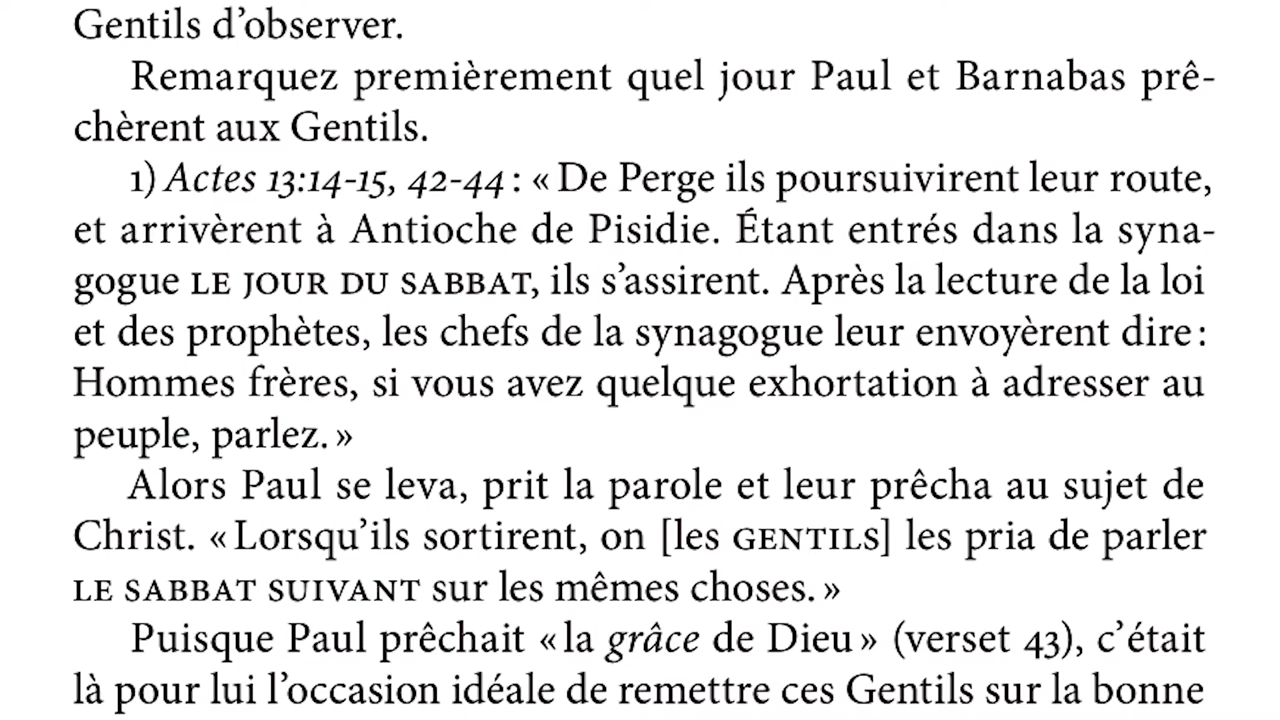 Gentils d’observer.
Remarquez premièrement quel jour Paul et Barnabas prê-
chèrent aux Gentils.
1) Actes 13:14-15, 42-44 : « De Perge ils poursuivirent leur route,
et arrivèrent à Antioche de Pisidie. Étant entrés dans la syna-
gogue LE JOUR DU SABBAT, ils s’assirent. Après la lecture de la loi
et des prophètes, les chefs de la synagogue leur envoyèrent dire :
Hommes frères, si vous avez quelque exhortation à adresser au
peuple, parlez. »
Alors Paul se leva, prit la parole et leur prêcha au sujet de
Christ. « Lorsqu’ils sortirent, on [les GENTILS] les pria de parler
LE SABBAT SUIVANT sur les mêmes choses. »
Puisque Paul prêchait « la grâce de Dieu » (verset 43), c’était
là pour lui l’occasion idéale de remettre ces Gentils sur la bonne